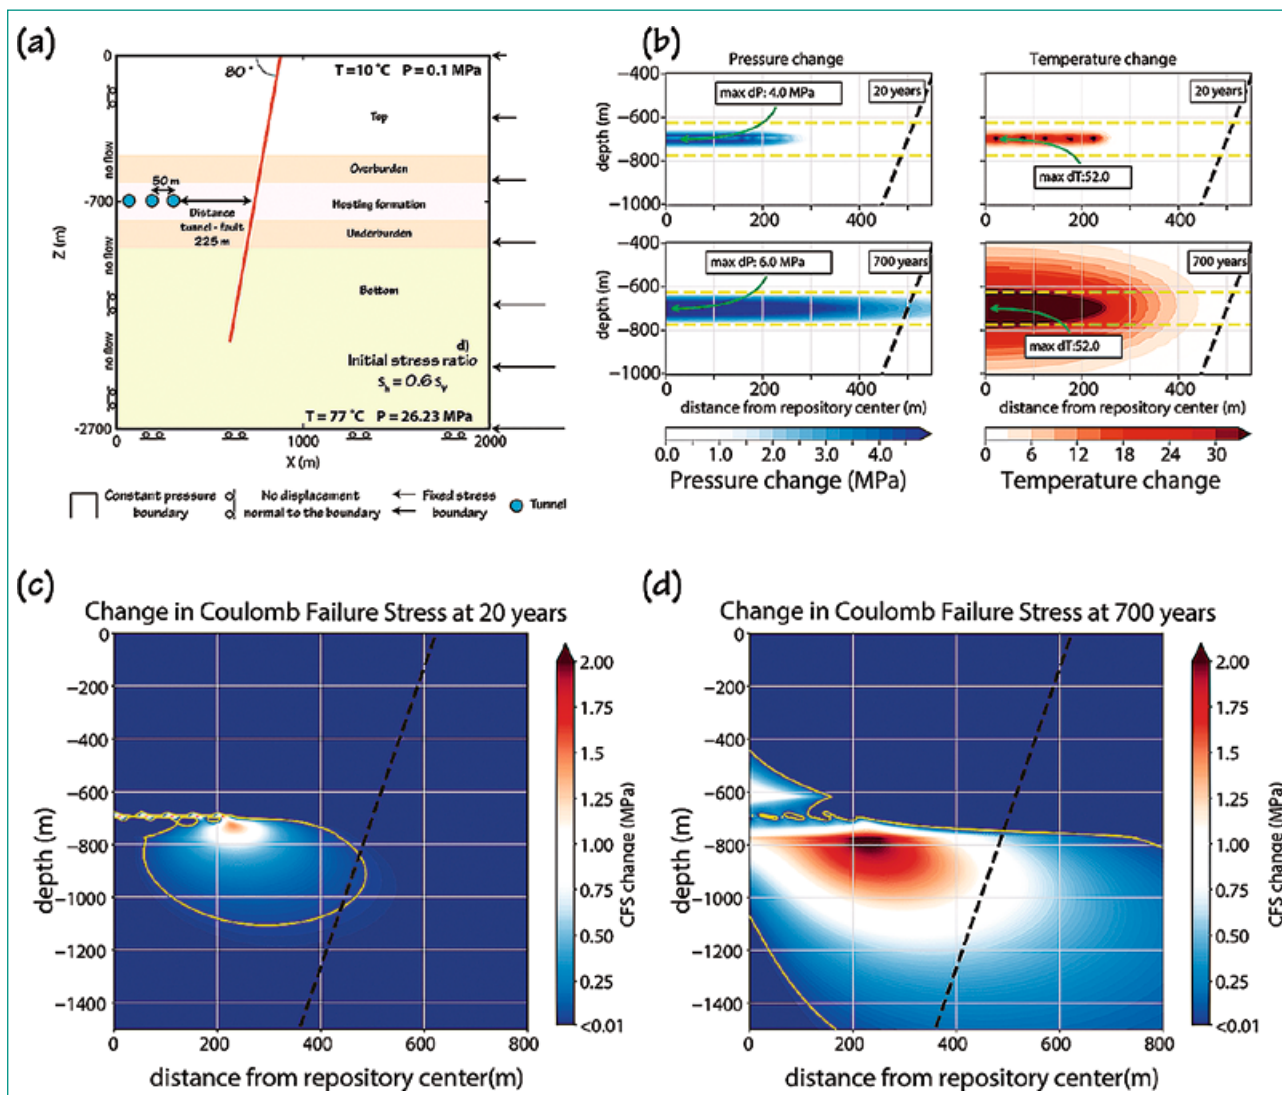 (a)
0
80°
T = 10 °C P = 0.1 MPa
Top
no flow
Overburden
50 m
-700
Hosting formation
Distance
tunnel - fault
225 m
Underburden
Z (m)
no flow
Bottom
no flow
d)
Initial stress ratio
Sh = 0.6 Sv
T = 77 °C P = 26.23 MPa
-2700
0
1000
2000
X (m)
Constant pressure
boundary
No displacement
normal to the boundary
Fixed stress
boundary
Tunnel
(b)
Pressure change
−400
−600
−800
−1000
depth (m)
max dP: 4.0 MPa
20 years
0
200
400
Temperature change
20 years
max dT:52.0
0
200
400
−400
−600
−800
−1000
depth (m)
max dP: 6.0 MPa
700 years
0
200
400
distance from repository center (m)
700 years
max dT:52.0
0
200
400
distance from repository center (m)
0.0
1.0
2.0
3.0
4.0
Pressure change (MPa)
0
6
12
18
24
30
Temperature change
(c)
Change in Coulomb Failure Stress at 20 years
0
−200
−400
−600
−800
−1000
−1200
−1400
depth (m)
0
200
400
600
800
distance from repository center(m)
2.00
1.75
1.5
1.25
1.00
0.75
0.50
0.25
<0.01
CFS change (MPa)
(d)
Change in Coulomb Failure Stress at 700 years
0
−200
−400
−600
−800
−1000
−1200
−1400
depth (m)
0
200
400
600
800
distance from repository center(m)
2.00
1.75
1.5
1.25
1.00
0.75
0.50
0.25
<0.01
CFS change (MPa)